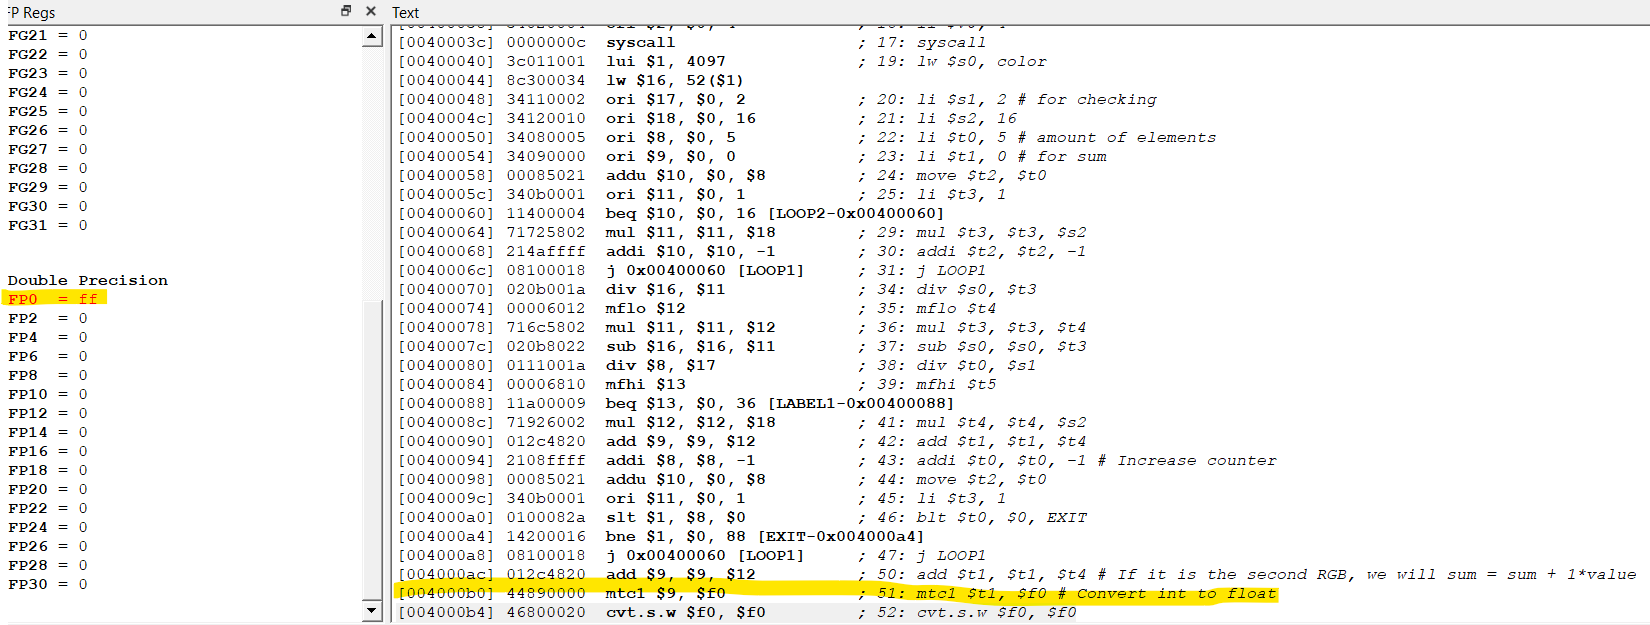 FP Regs
FG21 = 0
FG22 = 0
FG23 = 0
FG24 = 0
FG25 = 0
FG26 = 0
FG27 = 0
FG28 = 0
FG29 = 0
FG30 = 0
FG31 = 0
Double Precision
FP0 = ff
FP2 = 0
FP4 = 0
FP6 = 0
FP8 = 0
FP10 = 0
FP12 = 0
FP14 = 0
FP16 = 0
FP18 = 0
FP20 = 0
FP22 = 0
FP24 = 0
FP26 = 0
FP28 = 0
FP30 = 0
Text
[0040003c] 0000000c syscall ; 17: syscall
[00400040] 3c011001 lui $1, 4097 ; 19: lw $s0, color
[00400044] 8c300034 lw $16, 52($1)
[00400048] 34110002 ori $17, $0, 2 ; 20: li $s1, 2 # for checking
[0040004c] 34120010 ori $18, $0, 16 ; 21: li $s2, 16
[00400050] 34080005 ori $8, $0, 5 ; 22: li $t0, 5 # amount of elements
[00400054] 34090000 ori $9, $0, 0 ; 23: li $t1, 0 # for sum
[00400058] 00085021 addu $10, $0, $8 ; 24: move $t2, $t0
[0040005c] 340b0001 ori $11, $0, 1 ; 25: li $t3, 1
[00400060] 11400004 beq $10, $0, 16 [LOOP2-0x00400060]
[00400064] 71725802 mul $11, $11, $18 ; 29: mul $t3, $t3, $s2
[00400068] 214affff addi $10, $10, -1 ; 30: addi $t2, $t2, -1
[0040006c] 08100018 j 0x00400060 [LOOP1] ; 31: j LOOP1
[00400070] 020b001a div $16, $11 ; 34: div $s0, $t3
[00400074] 00006012 mflo $12 ; 35: mflo $t4
[00400078] 716c5802 mul $11, $11, $12 ; 36: mul $t3, $t3, $t4
[0040007c] 020b8022 sub $16, $16, $11 ; 37: sub $s0, $s0, $t3
[00400080] 0111001a div $8, $17 ; 38: div $t0, $s1
[00400084] 00006810 mfhi $13 ; 39: mfhi $t5
[00400088] 11a00009 beq $13, $0, 36 [LABEL1-0x00400088]
[0040008c] 71926002 mul $12, $12, $18 ; 41: mul $t4, $t4, $s2
[00400090] 012c4820 add $9, $9, $12 ; 42: add $t1, $t1, $t4
[00400094] 2108ffff addi $8, $8, -1 ; 43: addi $t0, $t0, -1 # Increase counter
[00400098] 00085021 addu $10, $0, $8 ; 44: move $t2, $t0
[0040009c] 340b0001 ori $11, $0, 1 ; 45: li $t3, 1
[004000a0] 0100082a slt $1, $8, $0 ; 46: blt $t0, $0, EXIT
[004000a4] 14200016 bne $1, $0, 88 [EXIT-0x004000a4]
[004000a8] 08100018 j 0x00400060 [LOOP1] ; 47: j LOOP1
[004000ac] 012c4820 add $9, $9, $12 ; 50: add $t1, $t1, $t4 # If it is the second RGB, we will sum = sum + 1*value
[004000b0] 44890000 mtc1 $9, $f0 ; 51: mtc1 $t1, $f0 # Convert int to float
[004000b4] 46800020 cvt.s.w $f0, $f0 ; 52: cvt.s.w $f0, $f0